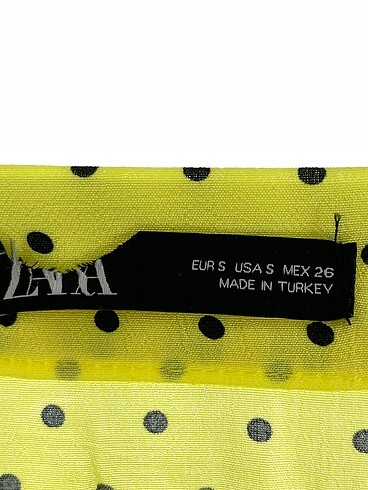 ZARA
EUR S USA S MEX 26
MADE IN TURKEY